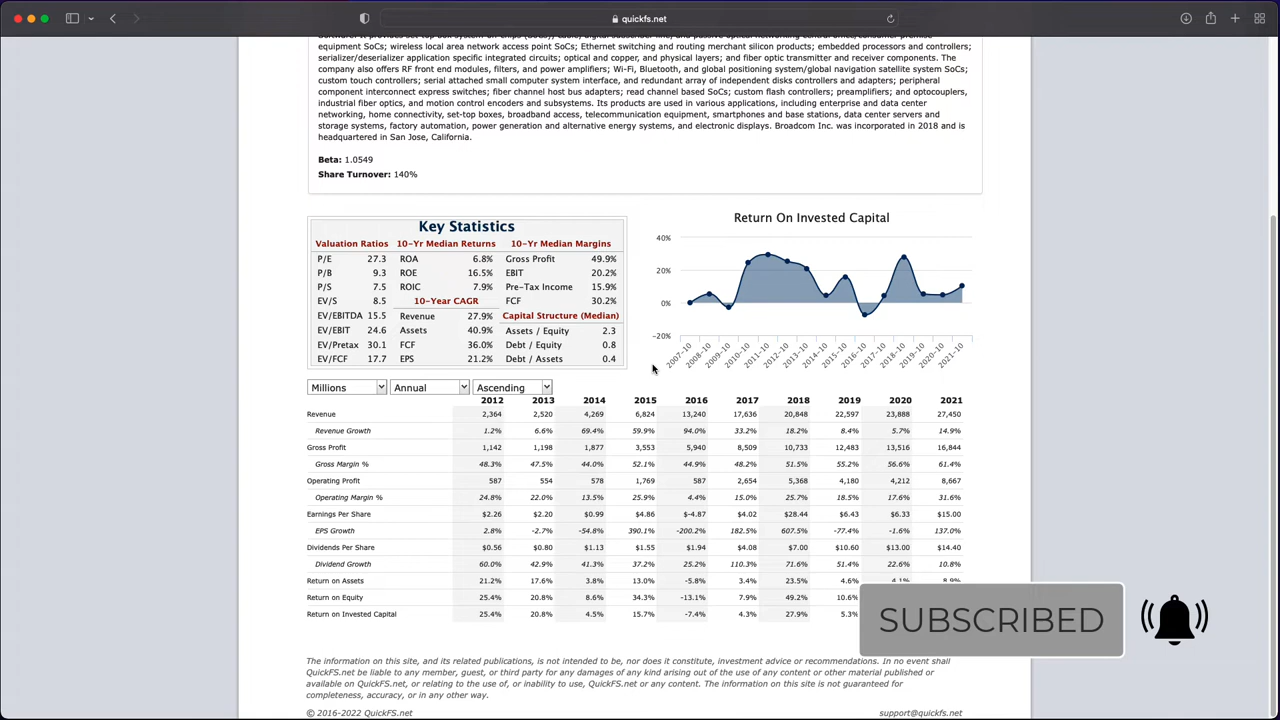 quickfs.net
equipment SoCs; wireless local area network access point SoCs; Ethernet switching and routing merchant silicon products; embedded processors and controllers;
serializer/deserializer application specific integrated circuits; optical and copper, and physical layers; and fiber optic transmitter and receiver components. The
company also offers RF front end modules, filters, and power amplifiers; Wi-Fi, Bluetooth, and global positioning system/global navigation satellite system SoCs;
custom touch controllers; serial attached small computer system interface, and redundant array of independent disks controllers and adapters; peripheral
component interconnect express switches; fiber channel host bus adapters; read channel based SoCs; custom flash controllers; preamplifiers; and optocouplers,
industrial fiber optics, and motion control encoders and subsystems. Its products are used in various applications, including enterprise and data center
networking, home connectivity, set-top boxes, broadband access, telecommunication equipment, smartphones and base stations, data center servers and
storage systems, factory automation, power generation and alternative energy systems, and electronic displays. Broadcom Inc. was incorporated in 2018 and is
headquartered in San Jose, California.
Beta: 1.0549
Share Turnover: 140%
Key Statistics
Valuation Ratios 10-Yr Median Returns 10-Yr Median Margins
P/E 27.3 ROA 6.8% Gross Profit 49.9%
P/B 9.3 ROE 16.5% EBIT 20.2%
P/S 7.5 ROIC 7.9% Pre-Tax Income 15.9%
EV/S 8.5 10-Year CAGR FCF 30.2%
EV/EBITDA 15.5 Revenue 27.9% Capital Structure (Median)
EV/EBIT 24.6 Assets 40.9% Assets / Equity 2.3
EV/Pretax 30.1 FCF 36.0% Debt / Equity 0.8
EV/FCF 17.7 EPS 21.2% Debt / Assets 0.4
Return On Invested Capital
40%
20%
0%
-20%
2007-10 2008-10 2009-10 2010-10 2011-10 2012-10 2013-10 2014-10 2015-10 2016-10 2017-10 2018-10 2019-10 2020-10 2021-10
Millions Annual Ascending
2012 2013 2014 2015 2016 2017 2018 2019 2020 2021
Revenue 2,364 2,520 4,269 6,824 13,240 17,636 20,848 22,597 23,888 27,450
Revenue Growth 1.2% 6.6% 69.4% 59.9% 94.0% 33.2% 18.2% 8.4% 5.7% 14.9%
Gross Profit 1,142 1,198 1,877 3,553 5,940 8,509 10,733 12,483 13,516 16,844
Gross Margin % 48.3% 47.5% 44.0% 52.1% 44.9% 48.2% 51.5% 55.2% 56.6% 61.4%
Operating Profit 587 554 578 1,769 587 2,654 5,368 4,180 4,212 8,667
Operating Margin % 24.8% 22.0% 13.5% 25.9% 4.4% 15.0% 25.7% 18.5% 17.6% 31.6%
Earnings Per Share $2.26 $2.20 $0.99 $4.86 $-4.87 $4.02 $28.44 $6.43 $6.33 $15.00
EPS Growth 2.8% -2.7% -54.8% 390.1% -200.2% 182.5% 607.5% -77.4% -1.6% 137.0%
Dividends Per Share $0.56 $0.80 $1.13 $1.55 $1.94 $4.08 $7.00 $10.60 $13.00 $14.40
Dividend Growth 60.0% 42.9% 41.3% 37.2% 25.2% 110.3% 71.6% 51.4% 22.6% 10.8%
Return on Assets 21.2% 17.6% 3.8% 13.0% -5.8% 3.4% 23.5% 4.6% 4.1% 8.9%
Return on Equity 25.4% 20.8% 8.6% 34.3% -13.1% 7.9% 49.2% 10.6%
Return on Invested Capital 25.4% 20.8% 4.5% 15.7% -7.4% 4.3% 27.9% 5.3%
SUBSCRIBED
The information on this site, and its related publications, is not intended to be, nor does it constitute, investment advice or recommendations. In no event shall
QuickFS.net be liable to any member, guest, or third party for any damages of any kind arising out of the use of any content or other material published or
available on QuickFS.net, or relating to the use of, or inability to use, QuickFS.net or any content. The information on this site is not guaranteed for
completeness, accuracy, or in any other way.
© 2016-2022 QuickFS.net support@quickfs.net